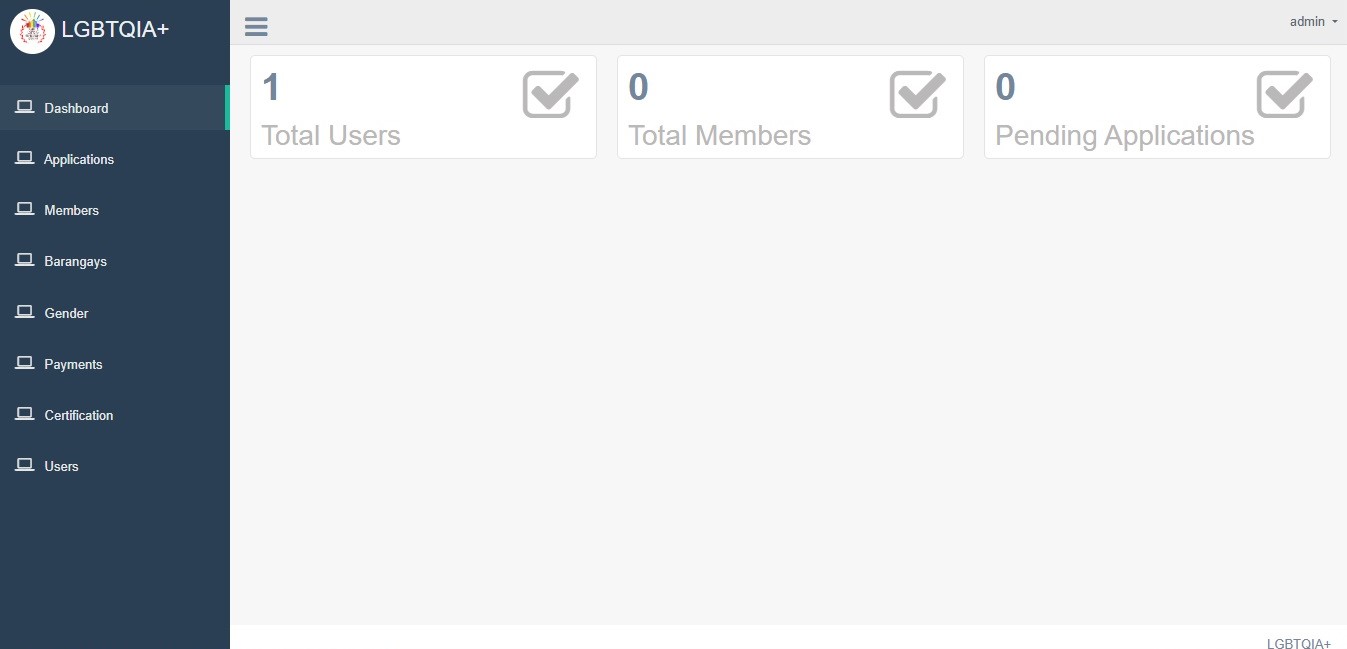 LGBTQIA+
admin
Dashboard
Applications
Members
Barangays
Gender
Payments
Certification
Users
1
Total Users
0
Total Members
0
Pending Applications
LGBTQIA+